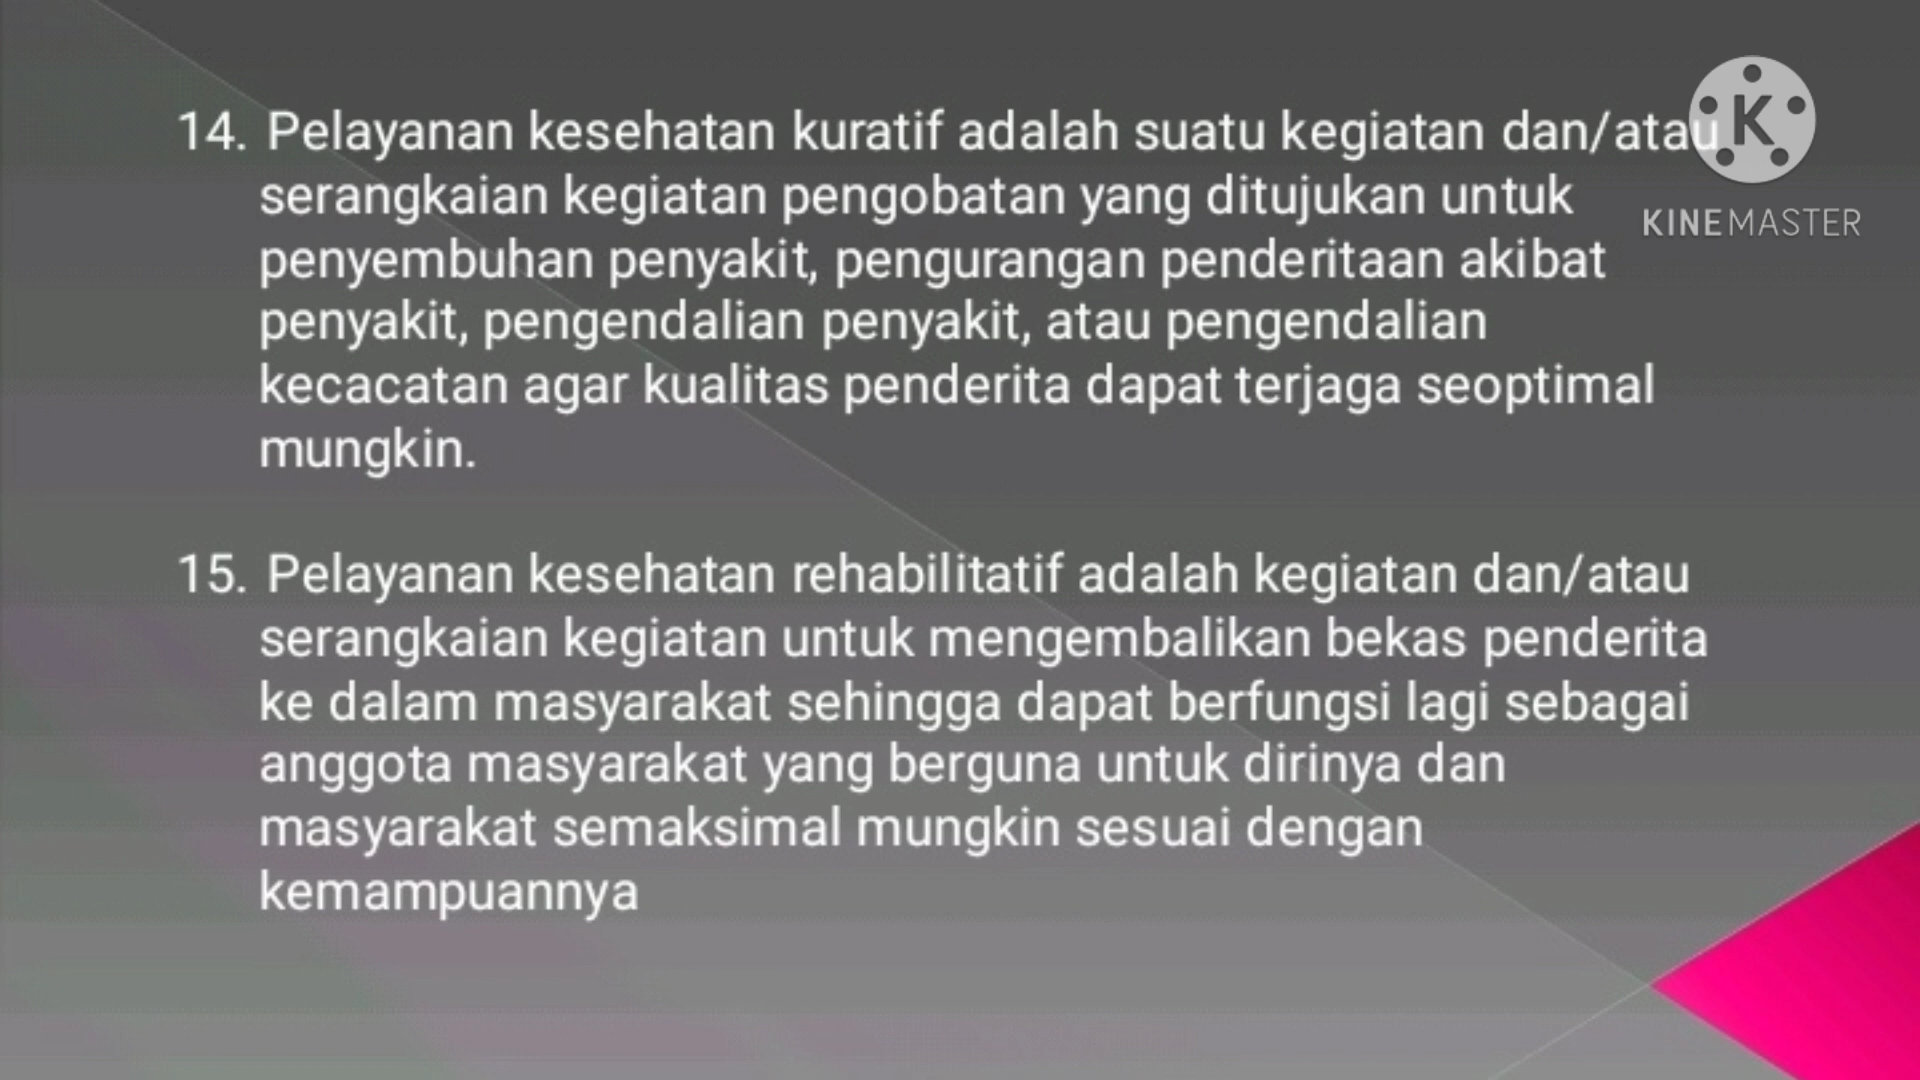 14. Pelayanan kesehatan kuratif adalah suatu kegiatan dan/atau
serangkaian kegiatan pengobatan yang ditujukan untuk
penyembuhan penyakit, pengurangan penderitaan akibat
penyakit, pengendalian penyakit, atau pengendalian
kecacatan agar kualitas penderita dapat terjaga seoptimal
mungkin.
15. Pelayanan kesehatan rehabilitatif adalah kegiatan dan/atau
serangkaian kegiatan untuk mengembalikan bekas penderita
ke dalam masyarakat sehingga dapat berfungsi lagi sebagai
anggota masyarakat yang berguna untuk dirinya dan
masyarakat semaksimal mungkin sesuai dengan
kemampuannya
K
KINEMASTER